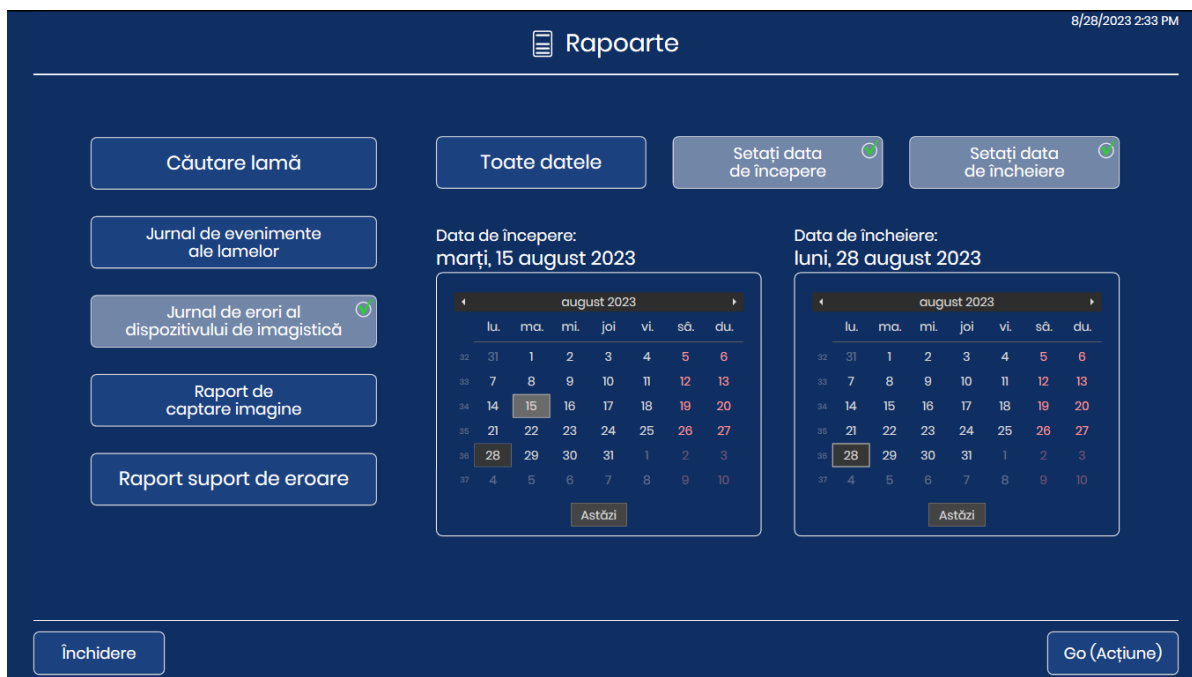 8/28/2023 2:33 PM
Rapoarte
Căutare lamă
Jurnal de evenimente
ale lamelor
Jurnal de erori al
dispozitivului de imagistică
Raport de
captare imagine
Raport suport de eroare
Toate datele
Setați data
de începere
Setați data
de încheiere
Data de începere:
marți, 15 august 2023
august 2023
lu. ma. mi. joi vi. sâ. du.
32 31 1 2 3 4 5 6
33 7 8 9 10 11 12 13
34 14 15 16 17 18 19 20
35 21 22 23 24 25 26 27
36 28 29 30 31 1 2 3
37 4 5 6 7 8 9 10
Astăzi
Data de încheiere:
luni, 28 august 2023
august 2023
lu. ma. mi. joi vi. sâ. du.
32 31 1 2 3 4 5 6
33 7 8 9 10 11 12 13
34 14 15 16 17 18 19 20
35 21 22 23 24 25 26 27
36 28 29 30 31 1 2 3
37 4 5 6 7 8 9 10
Astăzi
Închidere
Go (Acțiune)